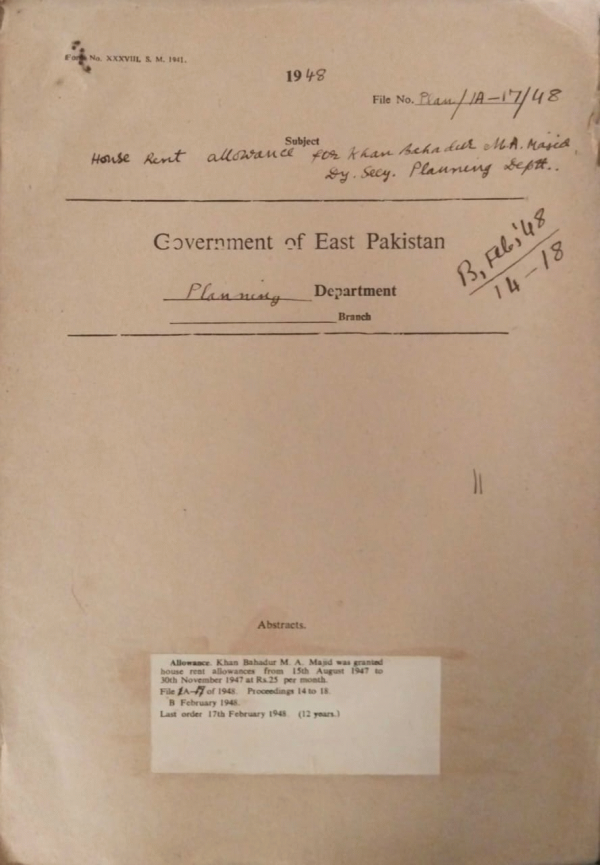 Form No. XXXVIII, S. M. 1941.
1948
File No. Plan/1A-17/48
Subject
House Rent allowance for Khan Bahadur M.A. Majid,
Dy. Secy. Planning Deptt..
Government of East Pakistan
B, Feb,'48
14-18
Planning Department
Branch
Abstracts.
Allowance. Khan Bahadur M. A. Majid was granted
house rent allowances from 15th August 1947 to
30th November 1947 at Rs.25 per month.
File 1A-17 of 1948. Proceedings 14 to 18.
B February 1948.
Last order 17th February 1948. (12 years.)